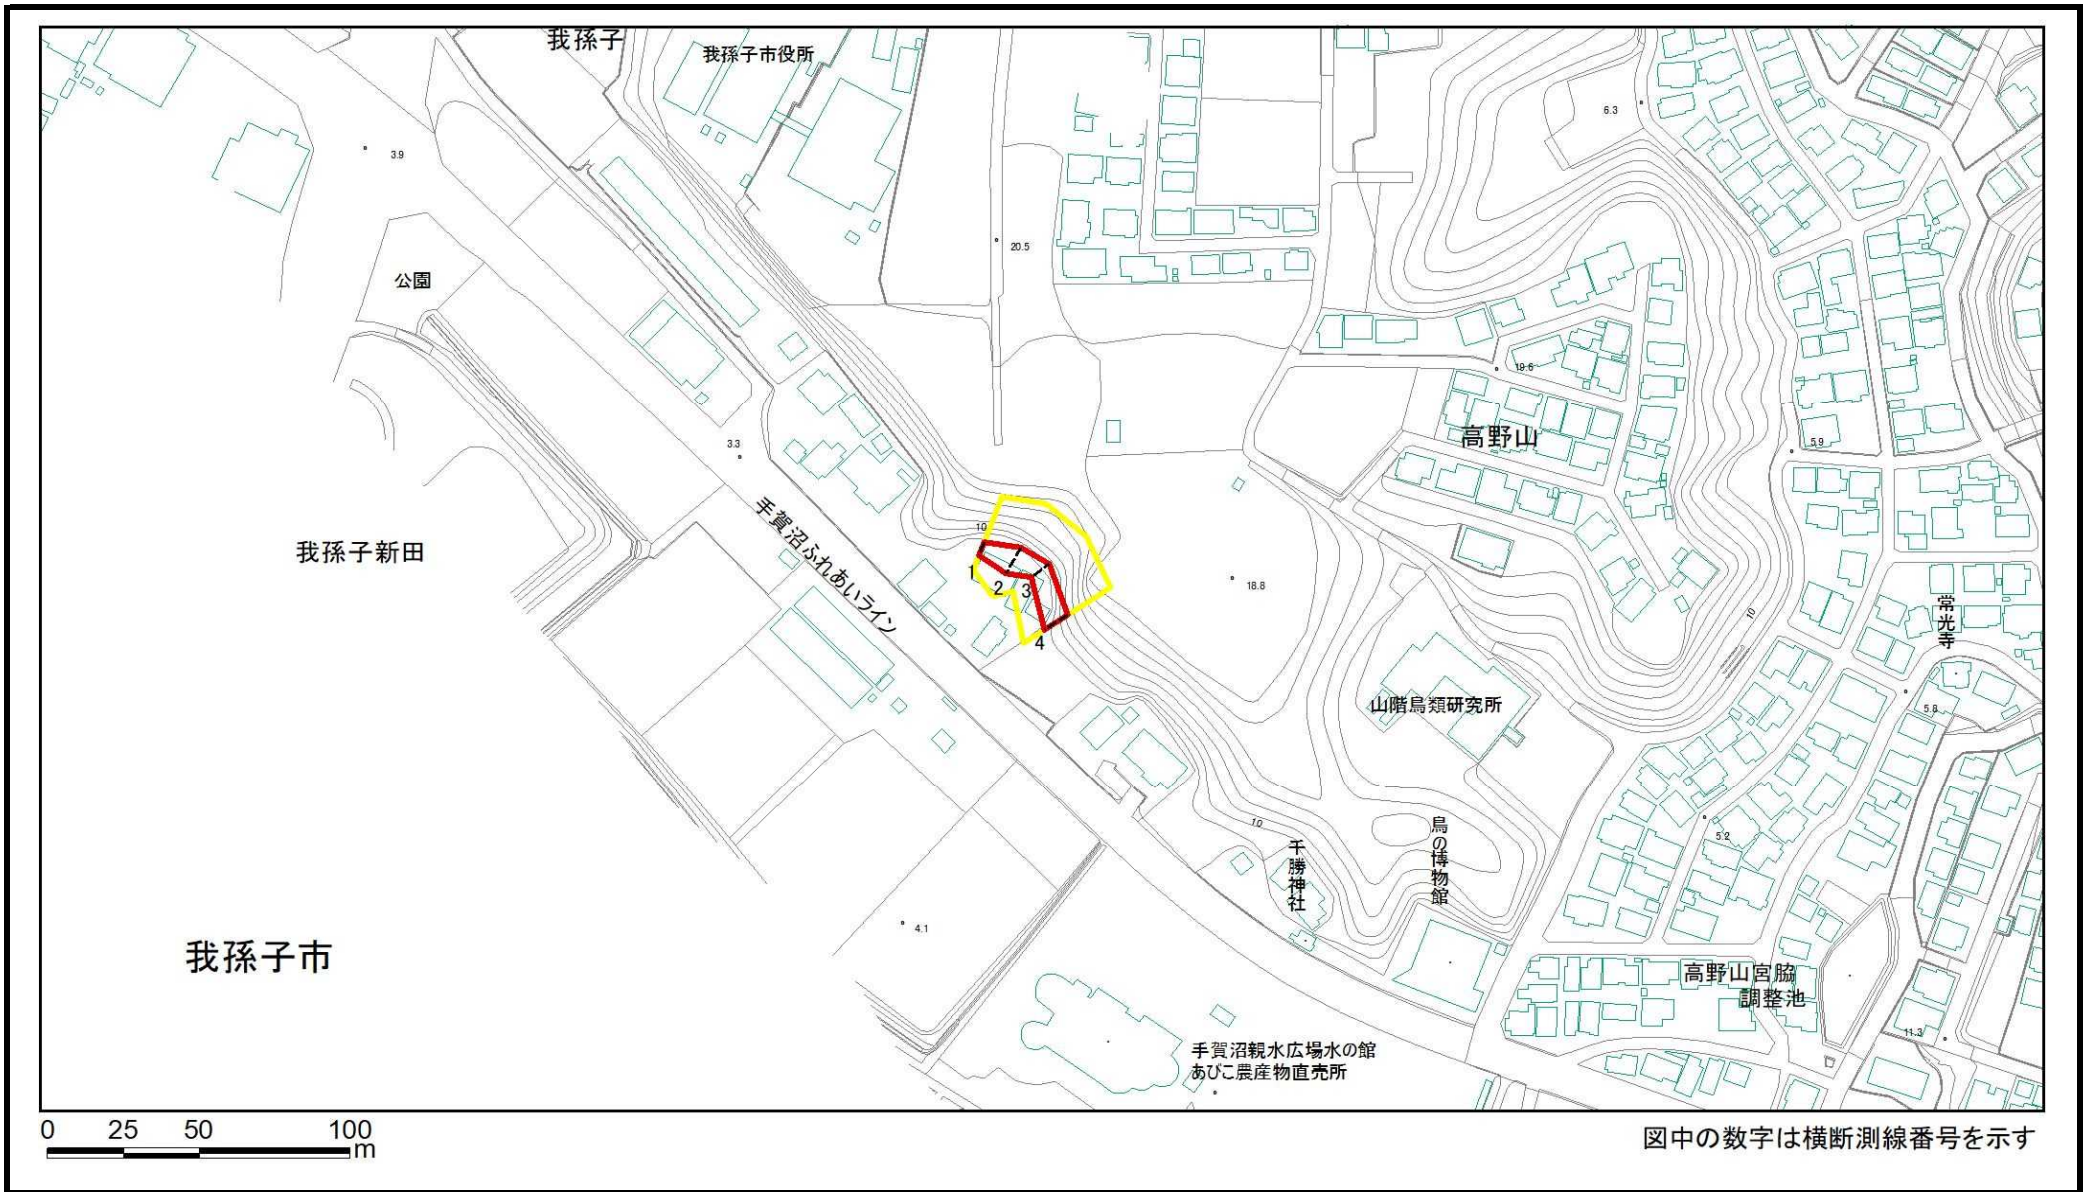 我孫子
我孫子市役所
6.3
3.9
20.5
公園
19.6
高野山
3.3
5.9
手賀沼ふれあいライン
10
我孫子新田
1
2
3
4
18.8
10
常光寺
山階鳥類研究所
5.8
10
鳥の博物館
千勝神社
5.2
4.1
我孫子市
高野山宮脇
調整池
11.3
手賀沼親水広場水の館
あびこ農産物直売所
0 25 50 100
m
図中の数字は横断測線番号を示す